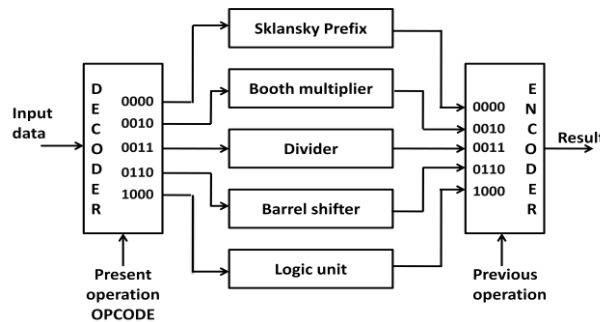 Input
data
D
E
C
O
D
E
R
0000
0010
0011
0110
1000
Present
operation
OPCODE
Sklansky Prefix
Booth multiplier
Divider
Barrel shifter
Logic unit
0000
0010
0011
0110
1000
E
N
C
O
D
E
R
Previous
operation
Result